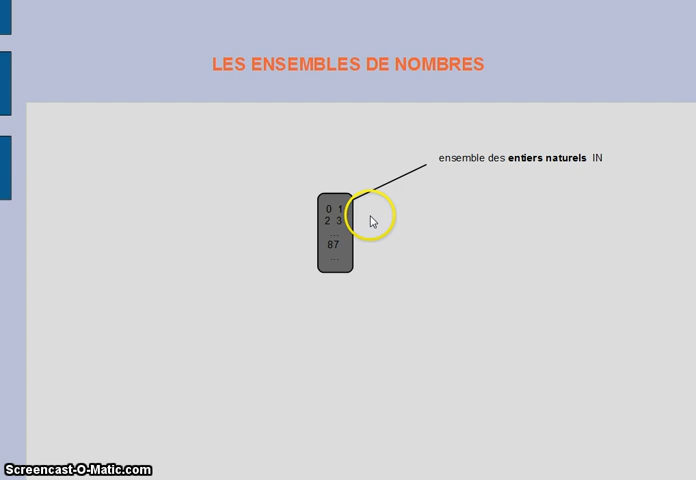 LES ENSEMBLES DE NOMBRES
ensemble des entiers naturels IN
0 1
2 3
...
87
...
Screencast-O-Matic.com